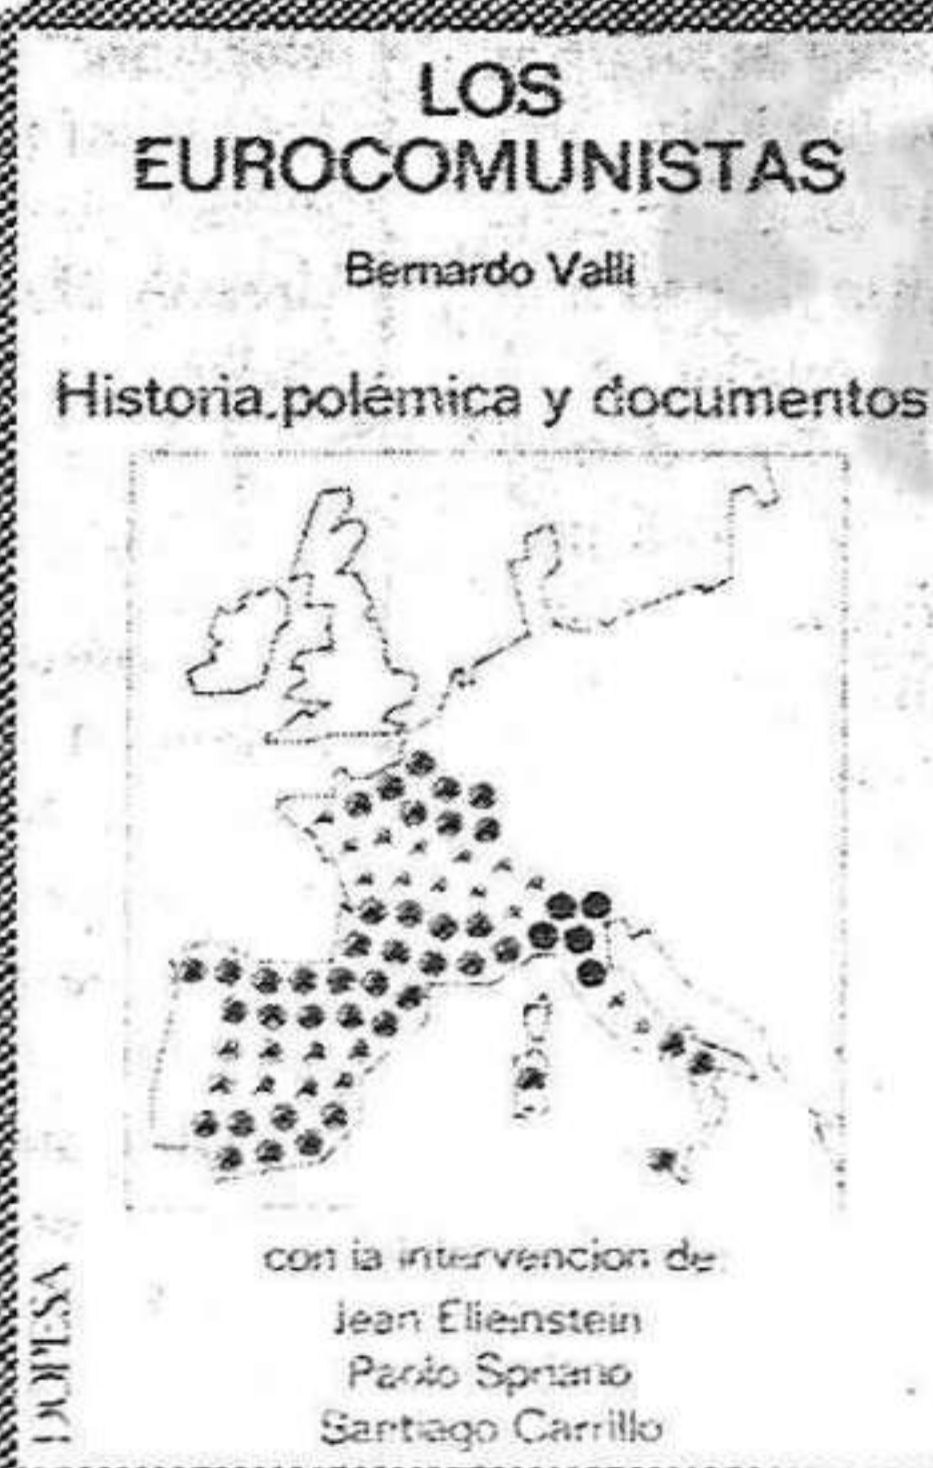 LOS
EUROCOMUNISTAS
Bernardo Valli
Historia, polémica y documentos
con la intervencion de:
Jean Elleinstein
Paolo Spriano
Santiago Carrillo
DOPESA